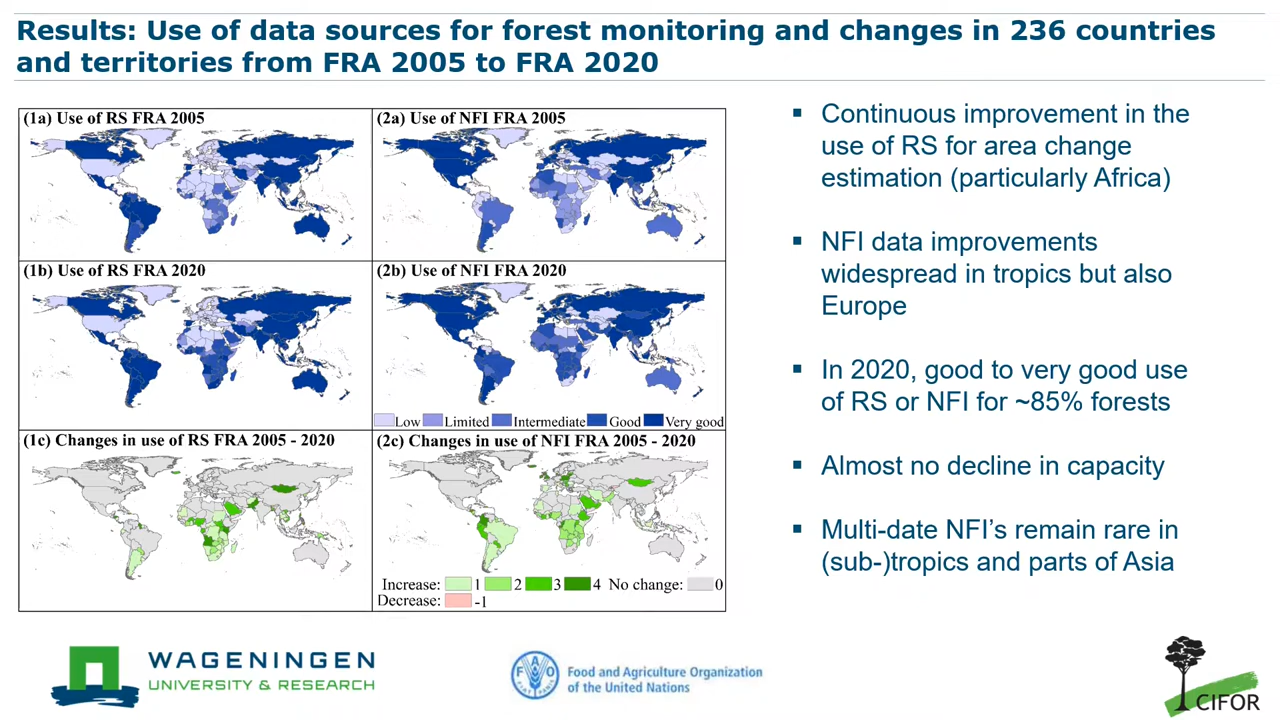 Results: Use of data sources for forest monitoring and changes in 236 countries
and territories from FRA 2005 to FRA 2020
(1a) Use of RS FRA 2005
(2a) Use of NFI FRA 2005
(1b) Use of RS FRA 2020
(2b) Use of NFI FRA 2020
Low Limited Intermediate Good Very good
(1c) Changes in use of RS FRA 2005 - 2020
(2c) Changes in use of NFI FRA 2005 - 2020
Increase: 1 2 3 4 No change: 0
Decrease: -1
▪ Continuous improvement in the
use of RS for area change
estimation (particularly Africa)
▪ NFI data improvements
widespread in tropics but also
Europe
▪ In 2020, good to very good use
of RS or NFI for ~85% forests
▪ Almost no decline in capacity
▪ Multi-date NFI's remain rare in
(sub-)tropics and parts of Asia
WAGENINGEN
UNIVERSITY & RESEARCH
FAO
FIAT PANIS
Food and Agriculture Organization
of the United Nations
CIFOR